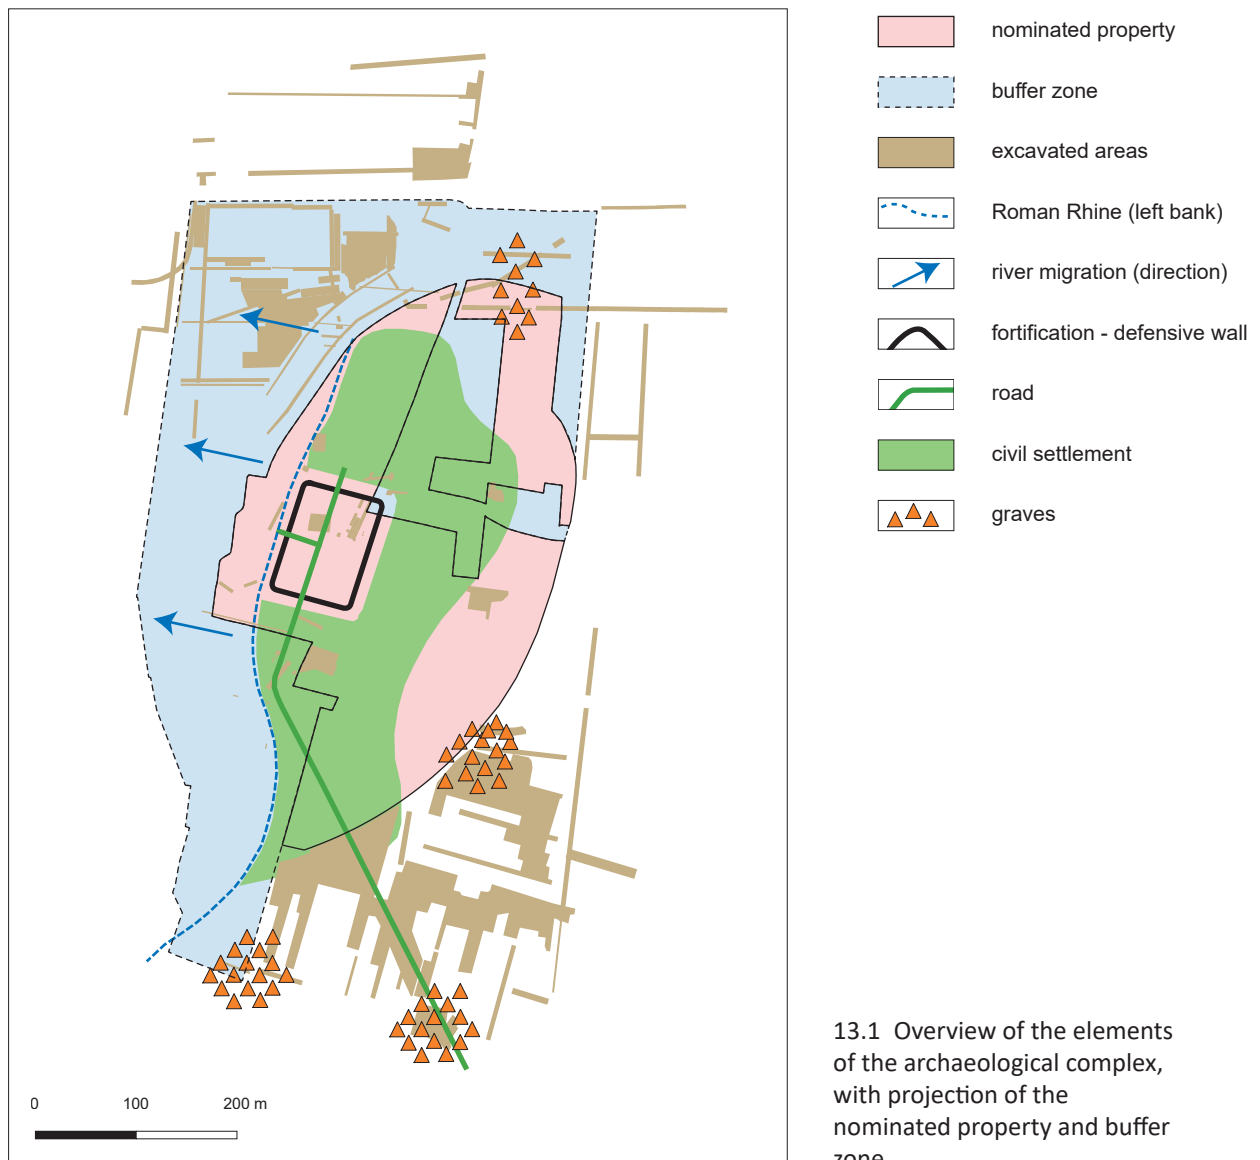 nominated property
buffer zone
excavated areas
Roman Rhine (left bank)
river migration (direction)
fortification - defensive wall
road
civil settlement
graves
0 100 200 m
13.1 Overview of the elements
of the archaeological complex,
with projection of the
nominated property and buffer
zone